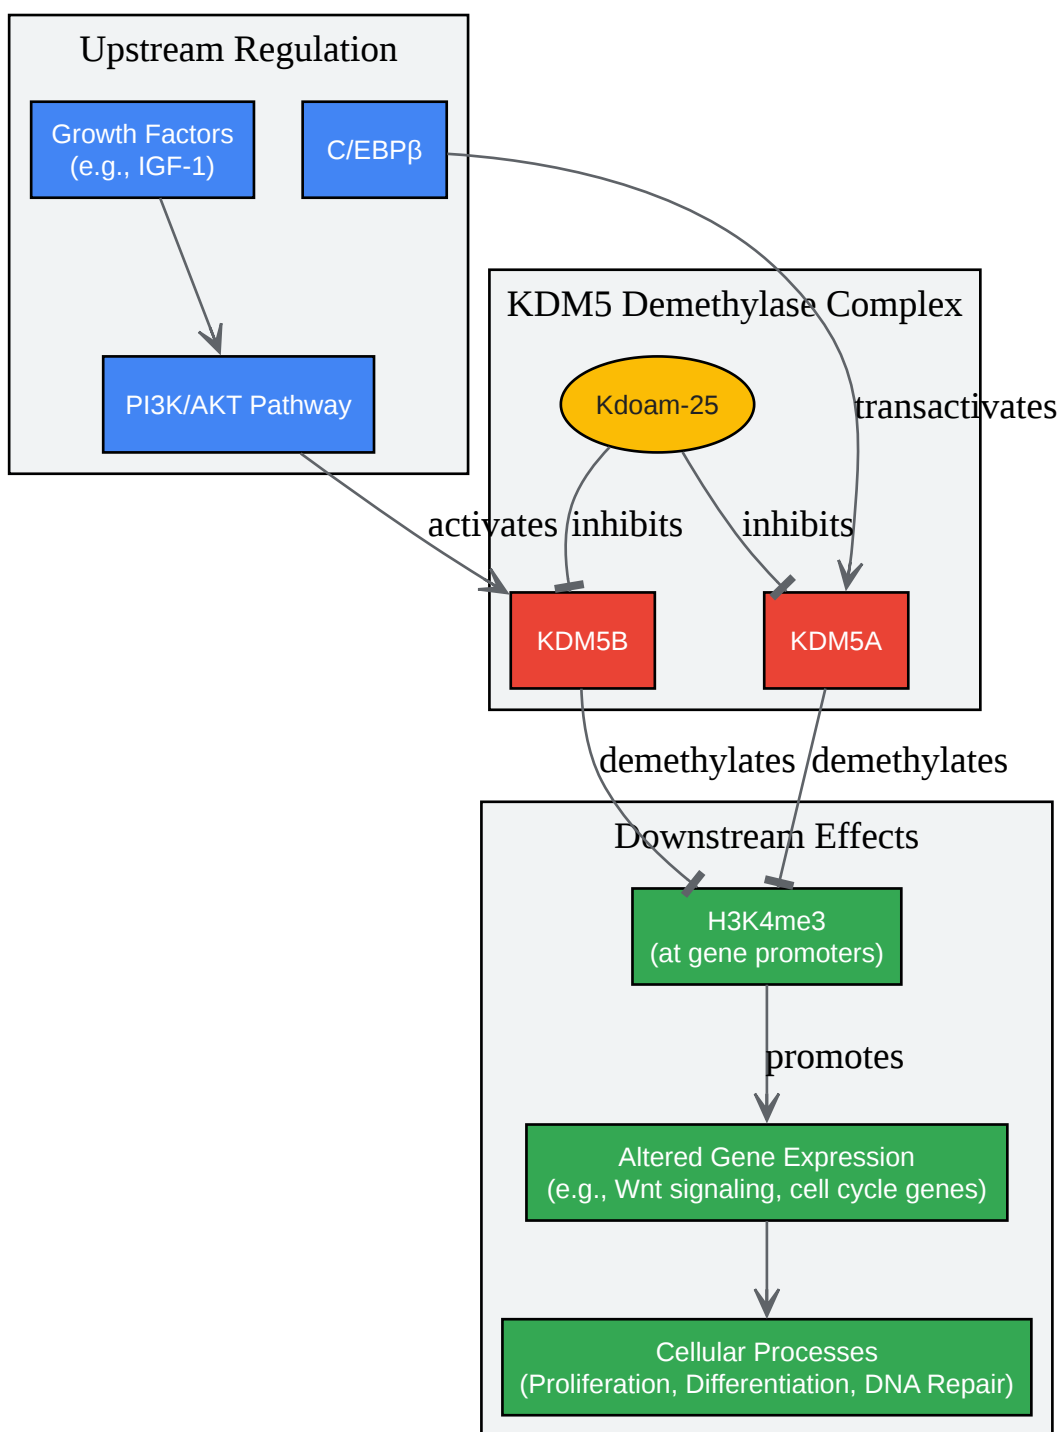 Upstream Regulation
Growth Factors
(e.g., IGF-1)
C/EBPβ
PI3K/AKT Pathway
KDM5 Demethylase Complex
Kdoam-25
transactivates
activates
inhibits
inhibits
KDM5B
KDM5A
demethylates
demethylates
Downstream Effects
H3K4me3
(at gene promoters)
promotes
Altered Gene Expression
(e.g., Wnt signaling, cell cycle genes)
Cellular Processes
(Proliferation, Differentiation, DNA Repair)